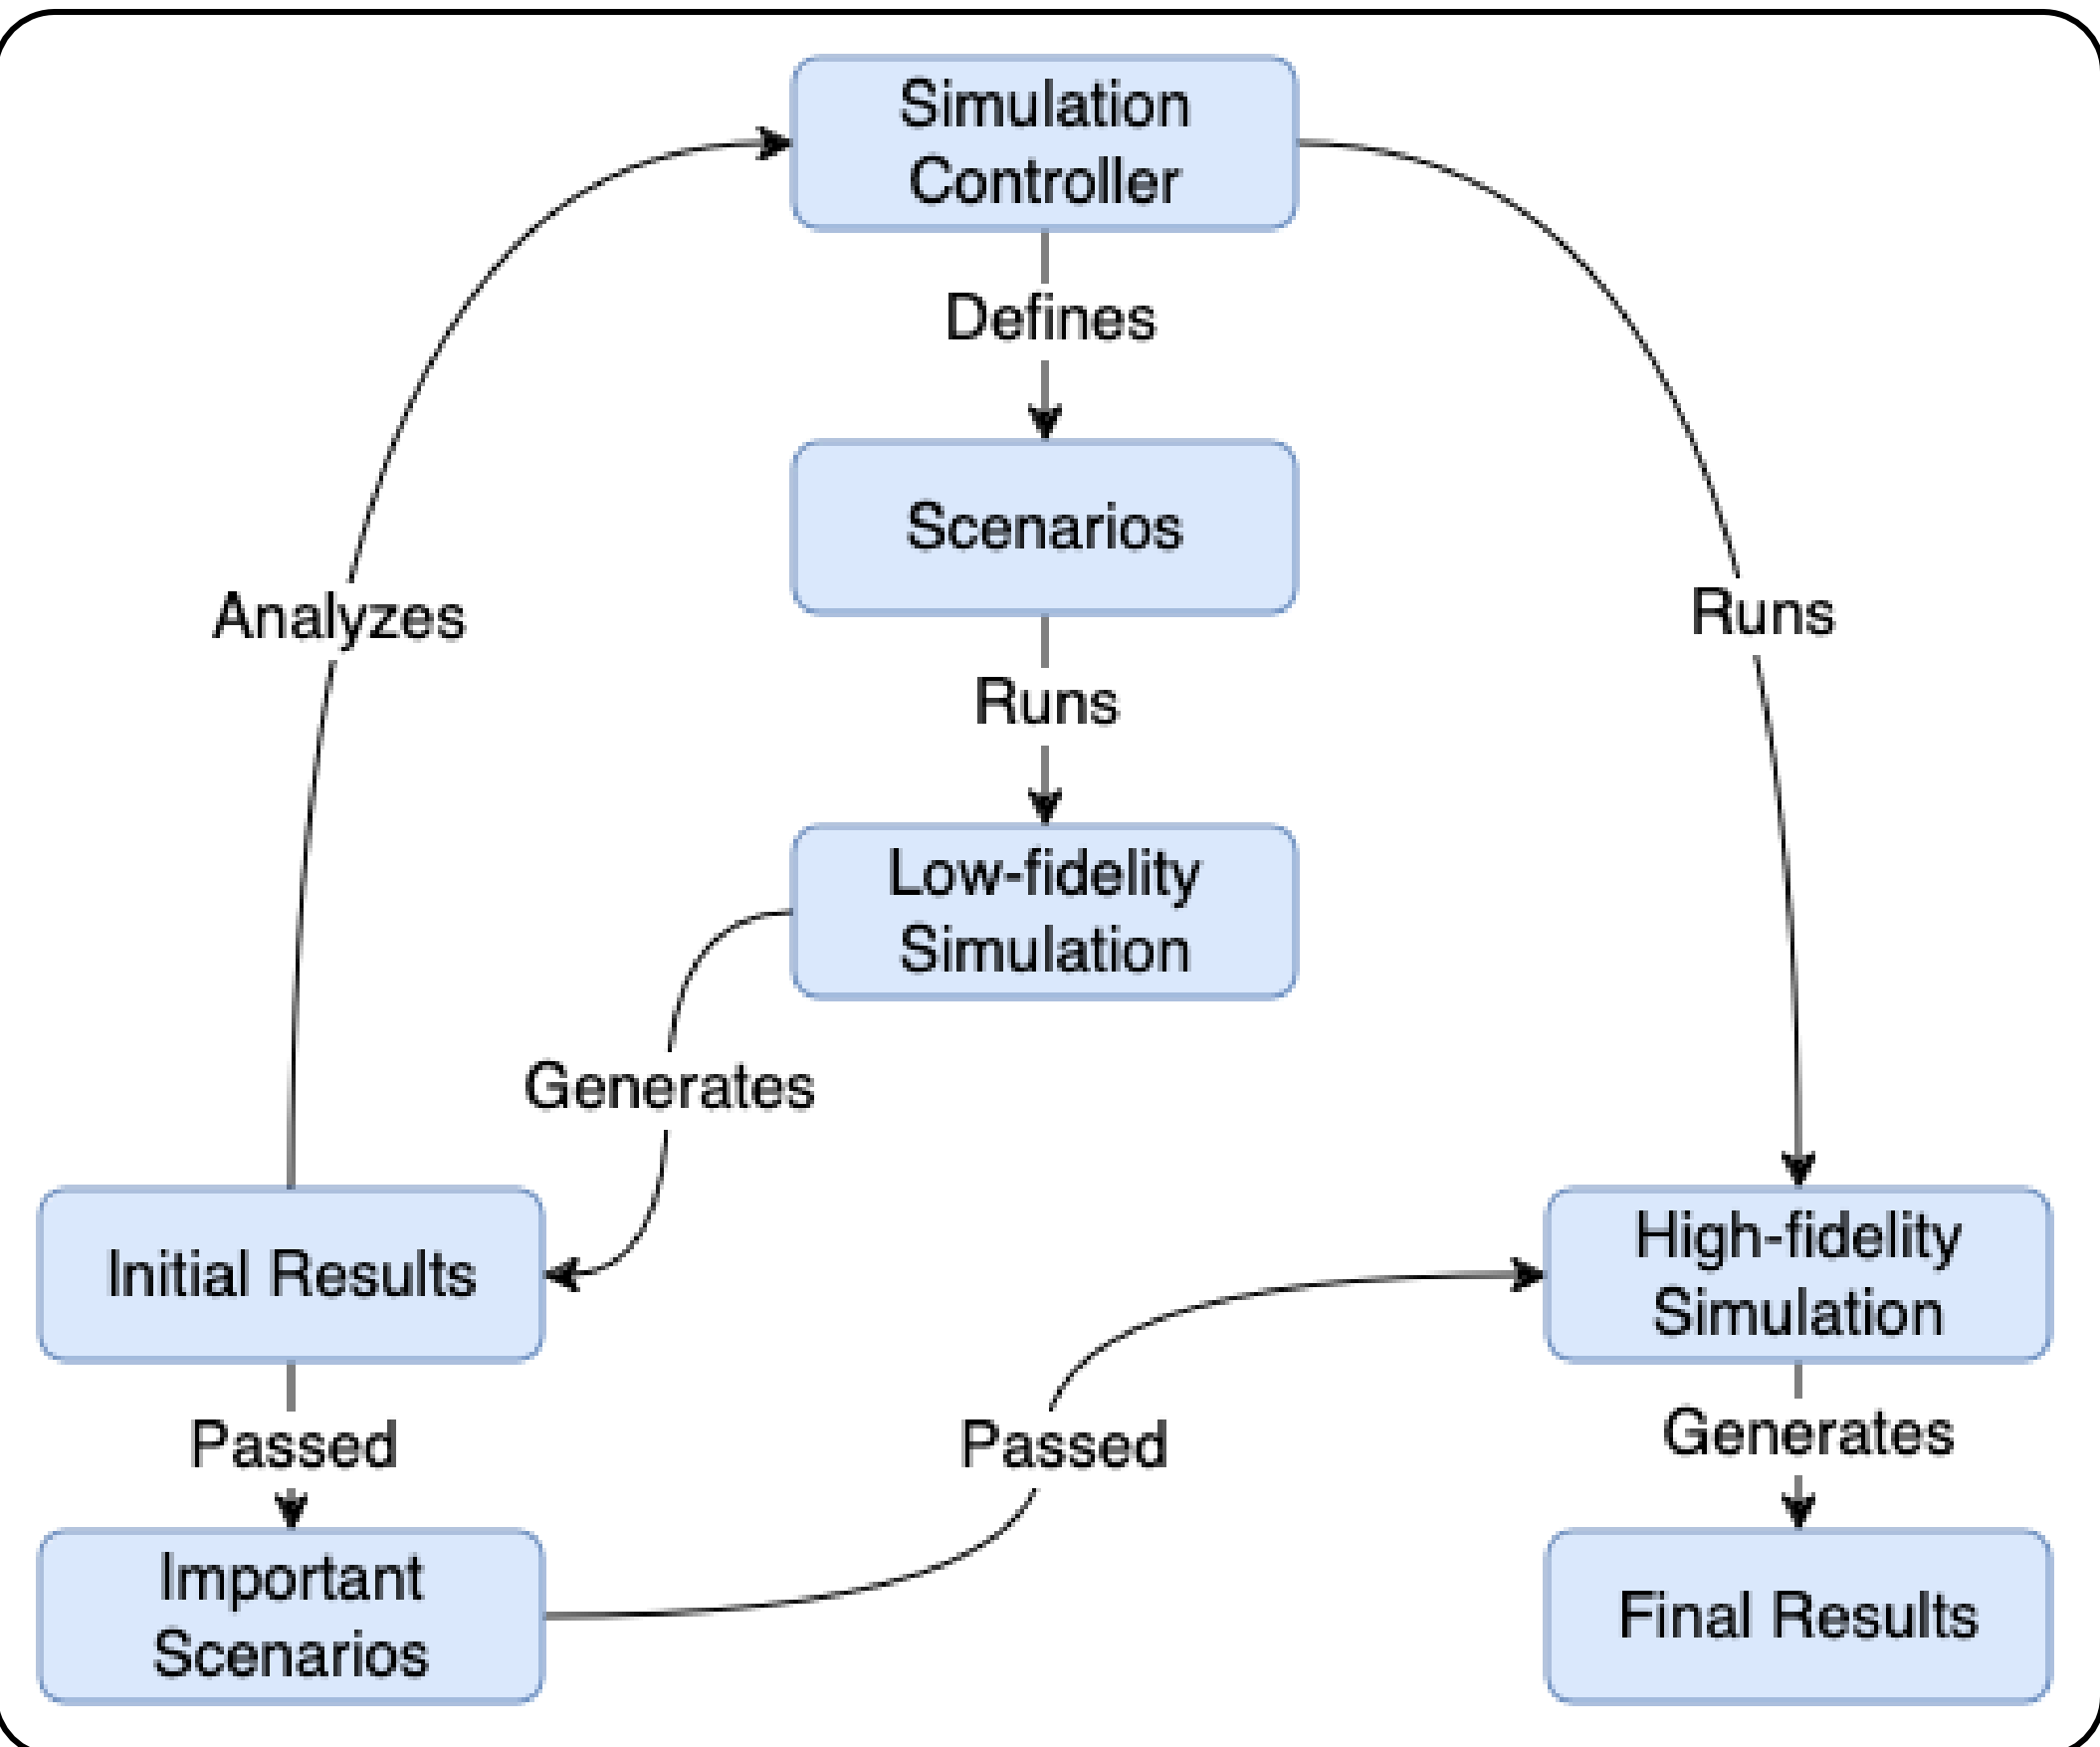 Simulation
Controller
Defines
Scenarios
Analyzes
Runs
Runs
Low-fidelity
Simulation
Generates
Initial Results
High-fidelity
Simulation
Passed
Passed
Generates
Important
Scenarios
Final Results